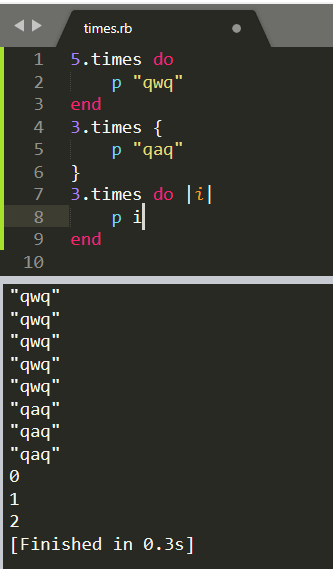 times.rb
1 5.times do
2     p "qwq"
3 end
4 3.times {
5     p "qaq"
6 }
7 3.times do |i|
8     p i
9 end
10
"qwq"
"qwq"
"qwq"
"qwq"
"qwq"
"qaq"
"qaq"
"qaq"
0
1
2
[Finished in 0.3s]